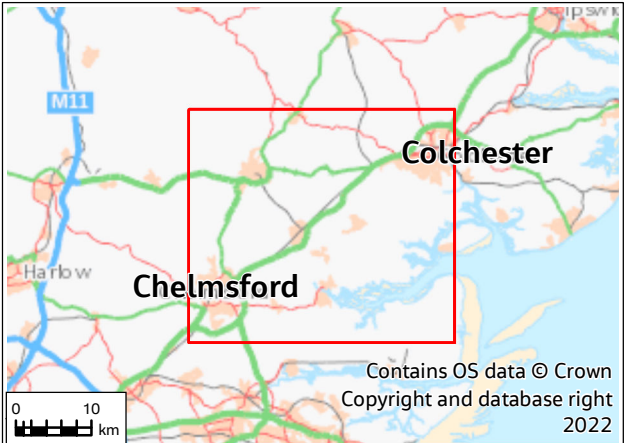 M11
Colchester
Harlow
Chelmsford
Contains OS data © Crown
Copyright and database right
2022
0 10
km